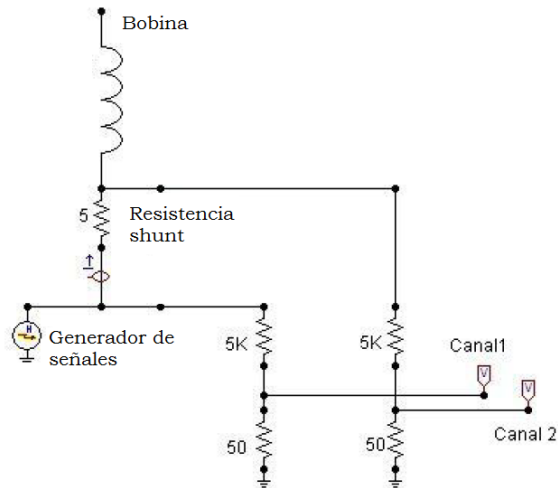 Bobina
5
Resistencia
shunt
H
Generador de
señales
5K
5K
Canal1
V
V
Canal 2
50
50